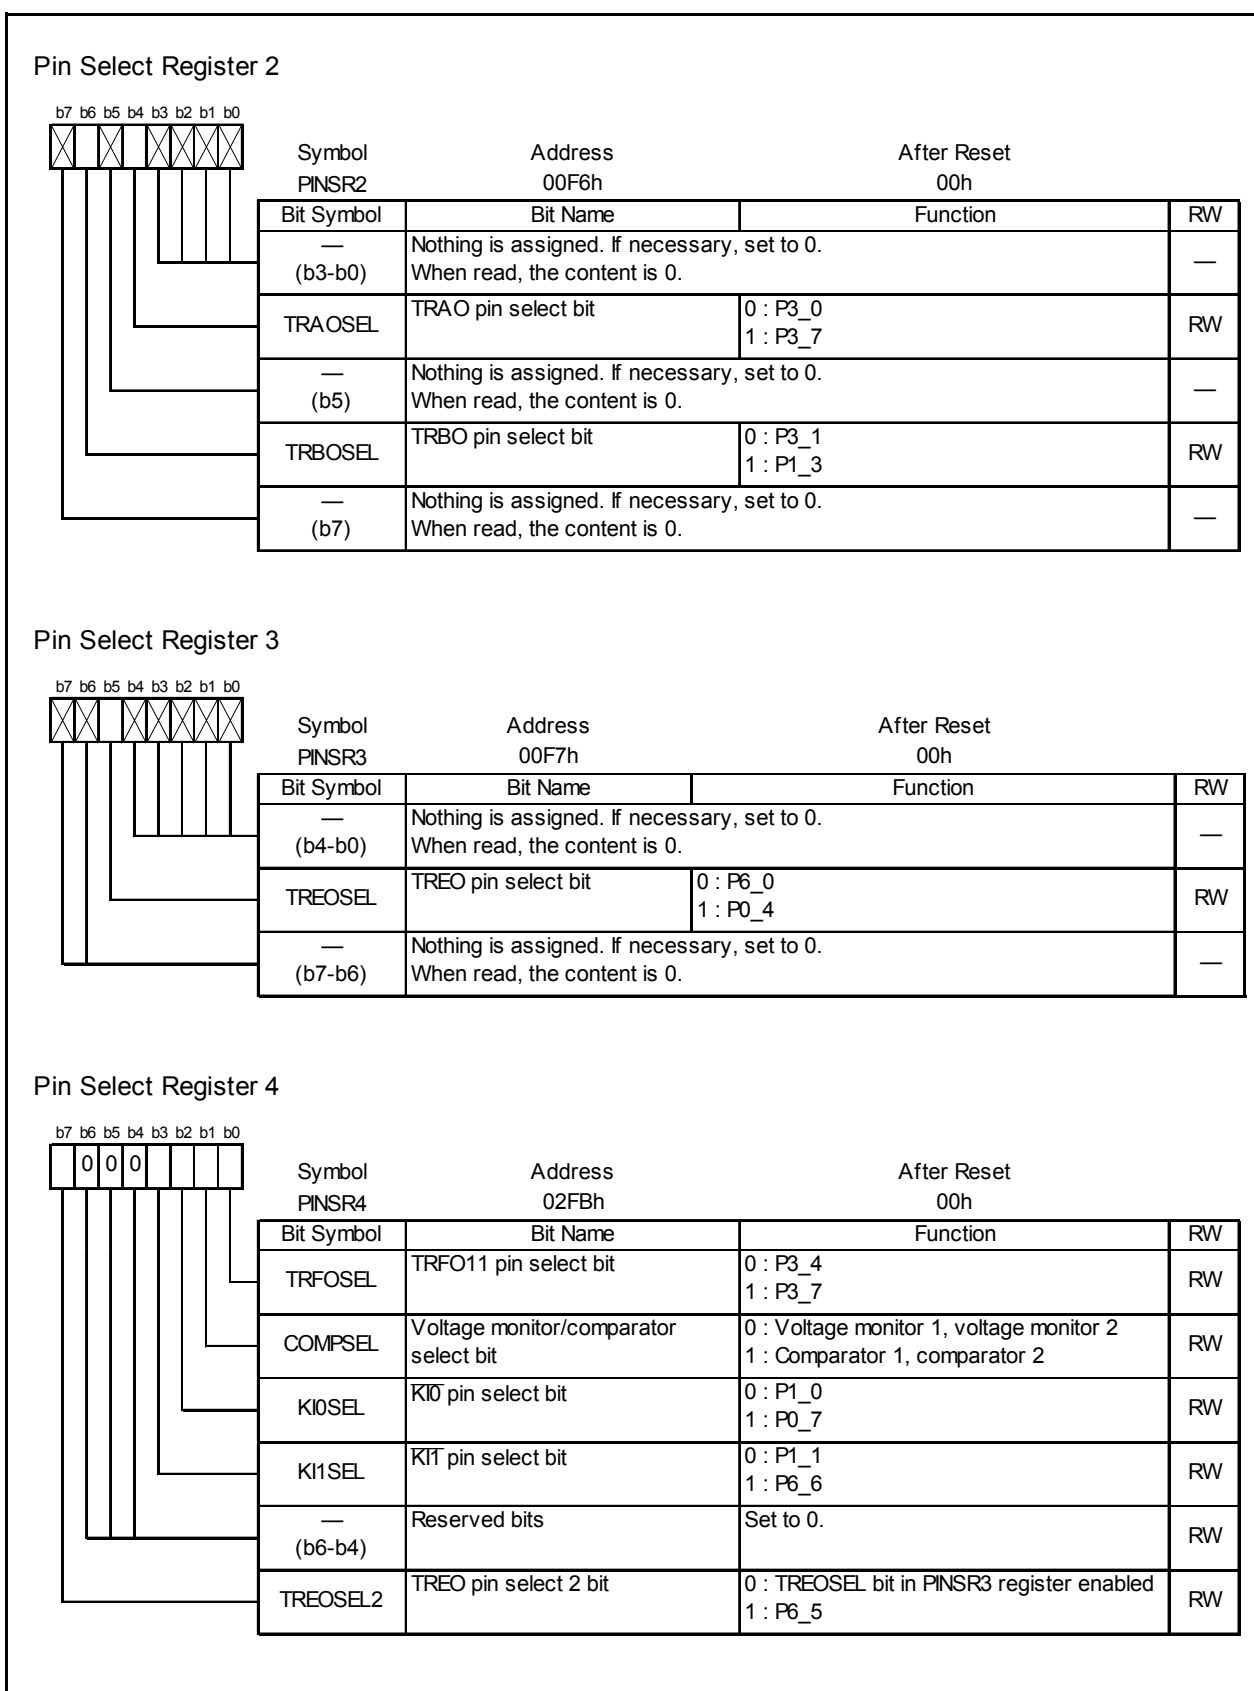 Pin Select Register 2
b7 b6 b5 b4 b3 b2 b1 b0
Symbol Address After Reset
PINSR2 00F6h 00h
Bit Symbol Bit Name Function RW
— Nothing is assigned. If necessary, set to 0.
(b3-b0) When read, the content is 0. —
TRAOSEL TRAO pin select bit 0 : P3_0 RW
1 : P3_7
— Nothing is assigned. If necessary, set to 0.
(b5) When read, the content is 0. —
TRBOSEL TRBO pin select bit 0 : P3_1 RW
1 : P1_3
— Nothing is assigned. If necessary, set to 0.
(b7) When read, the content is 0. —
Pin Select Register 3
b7 b6 b5 b4 b3 b2 b1 b0
Symbol Address After Reset
PINSR3 00F7h 00h
Bit Symbol Bit Name Function RW
— Nothing is assigned. If necessary, set to 0.
(b4-b0) When read, the content is 0. —
TREOSEL TREO pin select bit 0 : P6_0 RW
1 : P0_4
— Nothing is assigned. If necessary, set to 0.
(b7-b6) When read, the content is 0. —
Pin Select Register 4
b7 b6 b5 b4 b3 b2 b1 b0
0 0 0
Symbol Address After Reset
PINSR4 02FBh 00h
Bit Symbol Bit Name Function RW
TRFOSEL TRFO11 pin select bit 0 : P3_4 RW
1 : P3_7
COMPSEL Voltage monitor/comparator 0 : Voltage monitor 1, voltage monitor 2 RW
select bit 1 : Comparator 1, comparator 2
KI0SEL K̅I̅0̅ pin select bit 0 : P1_0 RW
1 : P0_7
KI1SEL K̅I̅1̅ pin select bit 0 : P1_1 RW
1 : P6_6
— Reserved bits Set to 0. RW
(b6-b4)
TREOSEL2 TREO pin select 2 bit 0 : TREOSEL bit in PINSR3 register enabled RW
1 : P6_5